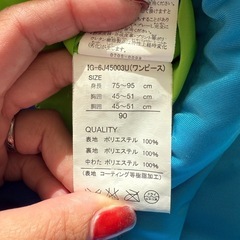 IG-6J45003U(ワンピース)
SIZE
身長 75〜95 cm
胸囲 45〜51 cm
胴囲 45〜51 cm
90
QUALITY
表地 ポリエステル 100%
裏地 ポリエステル 100%
中わた ポリエステル 100%
(表地 コーティング等樹脂加工)